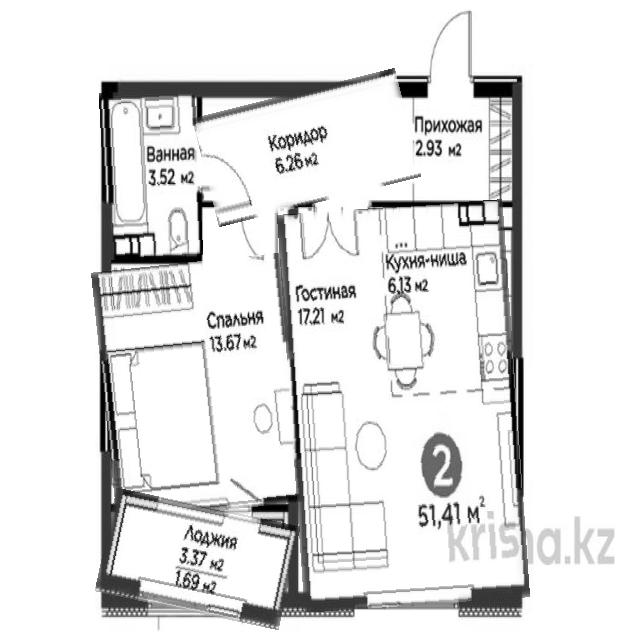 Прихожая
2.93 м2
Коридор
6.26 м2
Ванная
3.52 м2
Кухня-ниша
6.13 м2
Гостиная
17.21 м2
Спальня
13.67 м2
2
51,41 м²
Лоджия
3.37 м2
1.69 м2
krisha.kz